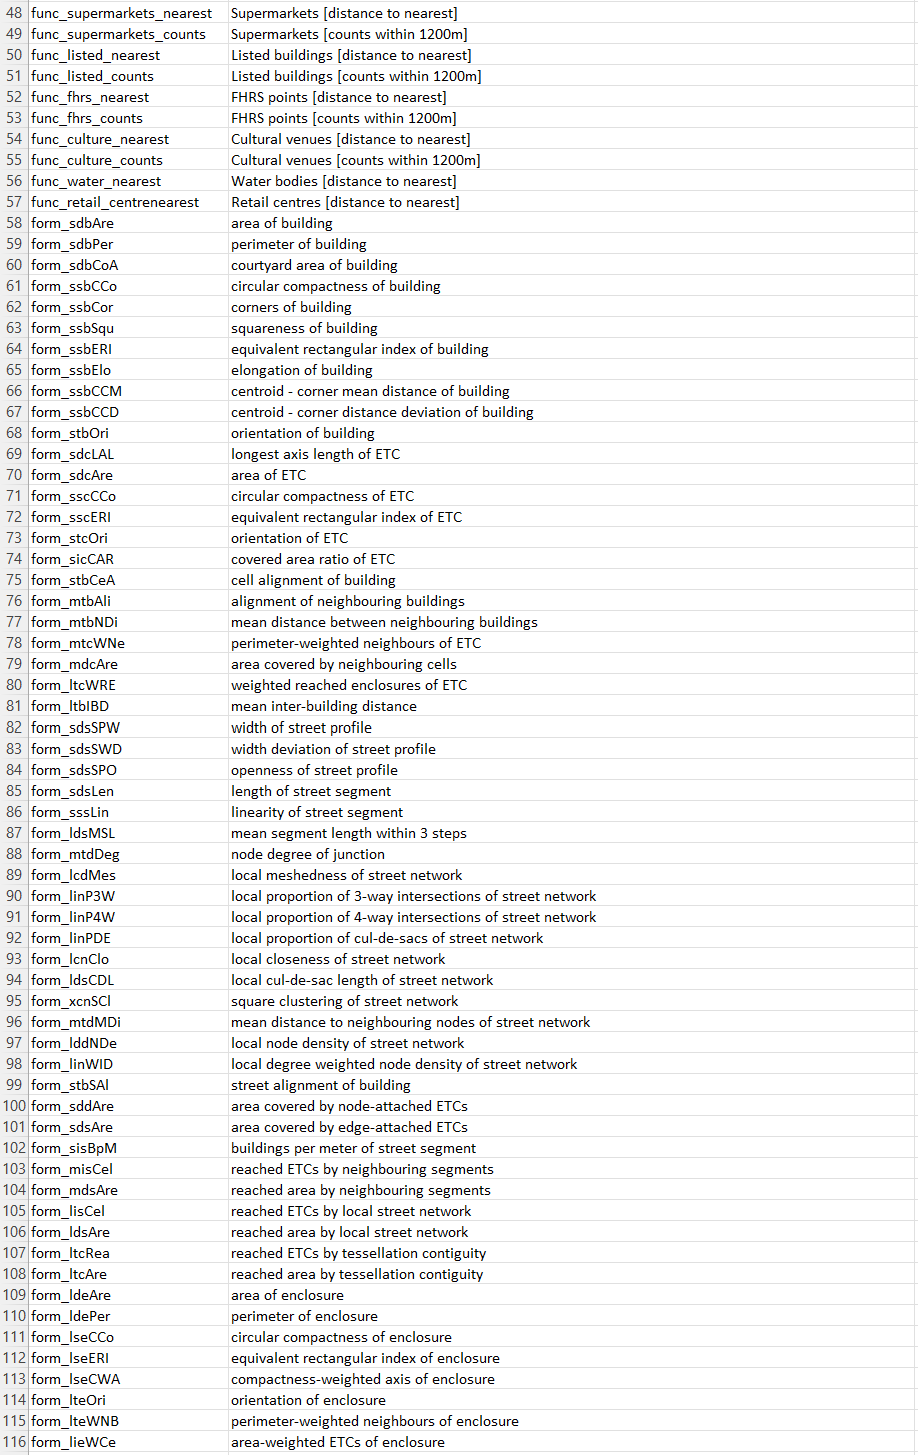 48 func_supermarkets_nearest Supermarkets [distance to nearest]
49 func_supermarkets_counts Supermarkets [counts within 1200m]
50 func_listed_nearest Listed buildings [distance to nearest]
51 func_listed_counts Listed buildings [counts within 1200m]
52 func_fhrs_nearest FHRS points [distance to nearest]
53 func_fhrs_counts FHRS points [counts within 1200m]
54 func_culture_nearest Cultural venues [distance to nearest]
55 func_culture_counts Cultural venues [counts within 1200m]
56 func_water_nearest Water bodies [distance to nearest]
57 func_retail_centrenearest Retail centres [distance to nearest]
58 form_sdbAre area of building
59 form_sdbPer perimeter of building
60 form_sdbCoA courtyard area of building
61 form_ssbCCo circular compactness of building
62 form_ssbCor corners of building
63 form_ssbSqu squareness of building
64 form_ssbERI equivalent rectangular index of building
65 form_ssbElo elongation of building
66 form_ssbCCM centroid - corner mean distance of building
67 form_ssbCCD centroid - corner distance deviation of building
68 form_stbOri orientation of building
69 form_sdcLAL longest axis length of ETC
70 form_sdcAre area of ETC
71 form_sscCCo circular compactness of ETC
72 form_sscERI equivalent rectangular index of ETC
73 form_stcOri orientation of ETC
74 form_sicCAR covered area ratio of ETC
75 form_stbCeA cell alignment of building
76 form_mtbAli alignment of neighbouring buildings
77 form_mtbNDi mean distance between neighbouring buildings
78 form_mtcWNe perimeter-weighted neighbours of ETC
79 form_mdcAre area covered by neighbouring cells
80 form_ltcWRE weighted reached enclosures of ETC
81 form_ltbIBD mean inter-building distance
82 form_sdsSPW width of street profile
83 form_sdsSWD width deviation of street profile
84 form_sdsSPO openness of street profile
85 form_sdsLen length of street segment
86 form_sssLin linearity of street segment
87 form_ldsMSL mean segment length within 3 steps
88 form_mtdDeg node degree of junction
89 form_lcdMes local meshedness of street network
90 form_linP3W local proportion of 3-way intersections of street network
91 form_linP4W local proportion of 4-way intersections of street network
92 form_linPDE local proportion of cul-de-sacs of street network
93 form_lcnClo local closeness of street network
94 form_ldsCDL local cul-de-sac length of street network
95 form_xcnSCl square clustering of street network
96 form_mtdMDi mean distance to neighbouring nodes of street network
97 form_lddNDe local node density of street network
98 form_linWID local degree weighted node density of street network
99 form_stbSAl street alignment of building
100 form_sddAre area covered by node-attached ETCs
101 form_sdsAre area covered by edge-attached ETCs
102 form_sisBpM buildings per meter of street segment
103 form_misCel reached ETCs by neighbouring segments
104 form_mdsAre reached area by neighbouring segments
105 form_lisCel reached ETCs by local street network
106 form_ldsAre reached area by local street network
107 form_ltcRea reached ETCs by tessellation contiguity
108 form_ltcAre reached area by tessellation contiguity
109 form_ldeAre area of enclosure
110 form_ldePer perimeter of enclosure
111 form_lseCCo circular compactness of enclosure
112 form_lseERI equivalent rectangular index of enclosure
113 form_lseCWA compactness-weighted axis of enclosure
114 form_lteOri orientation of enclosure
115 form_lteWNB perimeter-weighted neighbours of enclosure
116 form_lieWCe area-weighted ETCs of enclosure